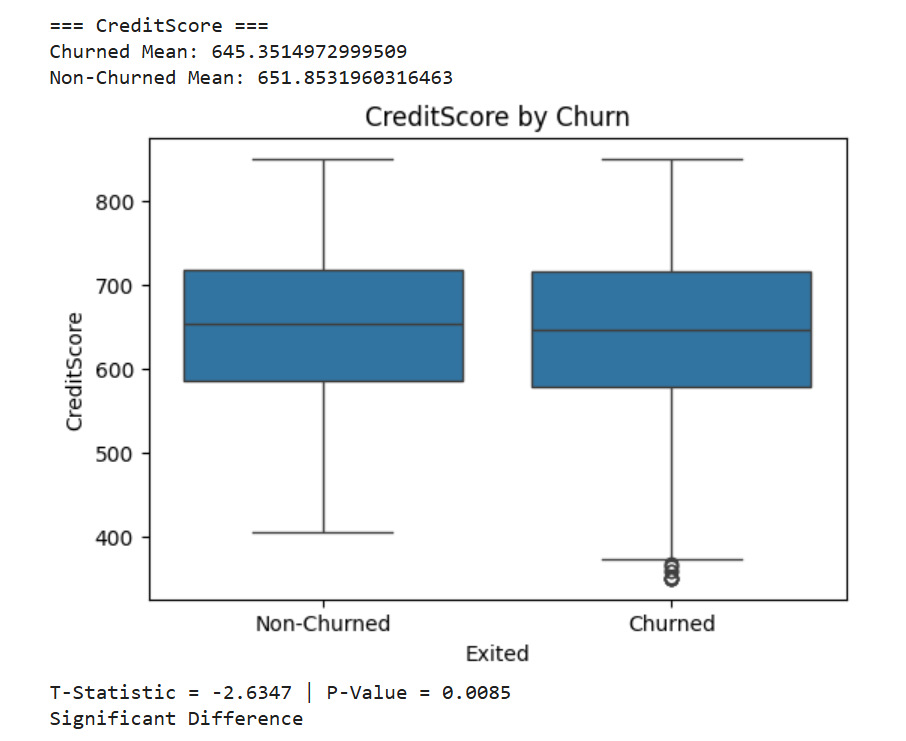 === CreditScore ===
Churned Mean: 645.3514972999509
Non-Churned Mean: 651.8531960316463
CreditScore by Churn
CreditScore
800
700
600
500
400
Non-Churned Churned
Exited
T-Statistic = -2.6347 | P-Value = 0.0085
Significant Difference